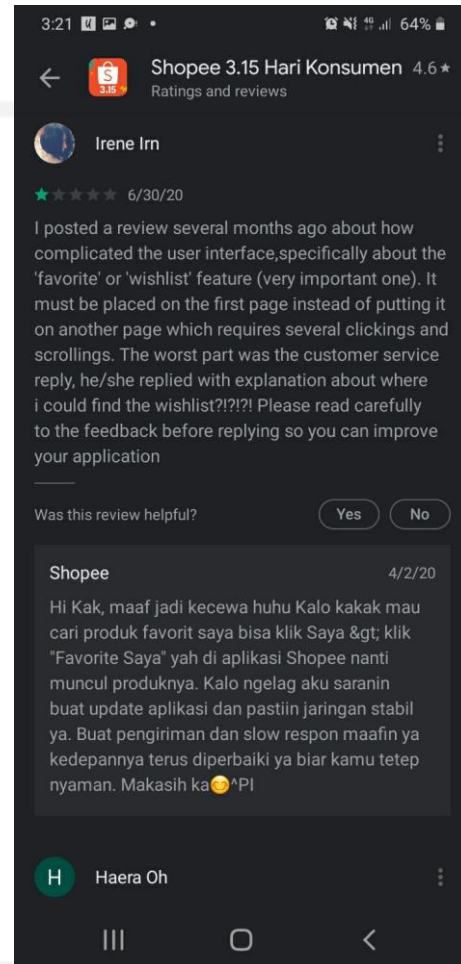 3:21 64%
Shopee 3.15 Hari Konsumen 4.6★
Ratings and reviews
Irene Irn
6/30/20
I posted a review several months ago about how
complicated the user interface,specifically about the
'favorite' or 'wishlist' feature (very important one). It
must be placed on the first page instead of putting it
on another page which requires several clickings and
scrollings. The worst part was the customer service
reply, he/she replied with explanation about where
i could find the wishlist?!?!?! Please read carefully
to the feedback before replying so you can improve
your application
Was this review helpful? Yes No
Shopee 4/2/20
Hi Kak, maaf jadi kecewa huhu Kalo kakak mau
cari produk favorit saya bisa klik Saya &gt; klik
"Favorite Saya" yah di aplikasi Shopee nanti
muncul produknya. Kalo ngelag aku saranin
buat update aplikasi dan pastiin jaringan stabil
ya. Buat pengiriman dan slow respon maafin ya
kedepannya terus diperbaiki ya biar kamu tetep
nyaman. Makasih ka😊^PI
H Haera Oh